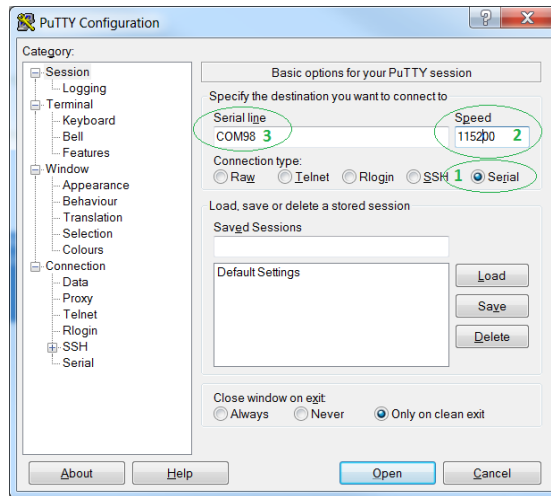 PuTTY Configuration
Category:
Session
Logging
Terminal
Keyboard
Bell
Features
Window
Appearance
Behaviour
Translation
Selection
Colours
Connection
Data
Proxy
Telnet
Rlogin
SSH
Serial
Basic options for your PuTTY session
Specify the destination you want to connect to
Serial line Speed
COM98 3 115200 2
Connection type:
Raw Telnet Rlogin SSH 1 Serial
Load, save or delete a stored session
Saved Sessions
Default Settings
Load
Save
Delete
Close window on exit:
Always Never Only on clean exit
About Help Open Cancel